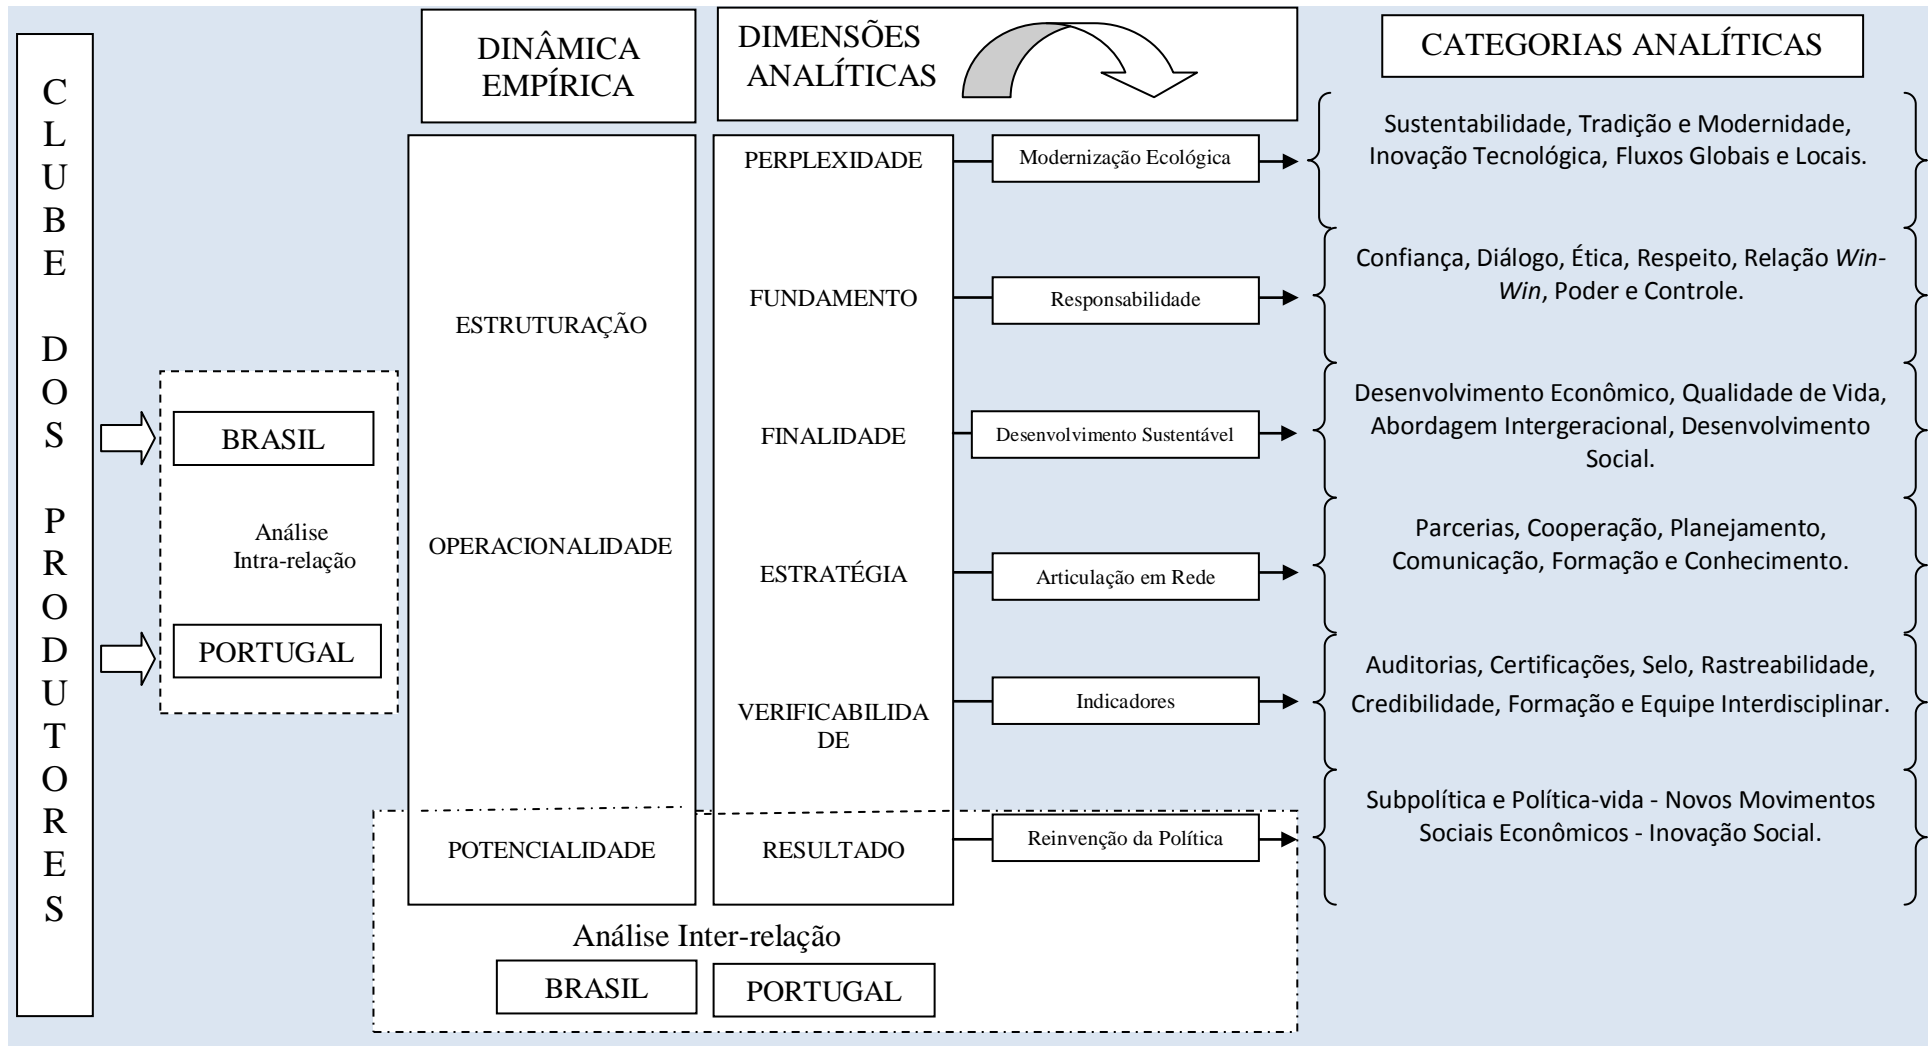 CLUBE DOS PRODUTORES
BRASIL
Análise
Intra-relação
PORTUGAL
DINÂMICA
EMPÍRICA
ESTRUTURAÇÃO
OPERACIONALIDADE
POTENCIALIDADE
DIMENSÕES
ANALÍTICAS
PERPLEXIDADE
Modernização Ecológica
FUNDAMENTO
Responsabilidade
FINALIDADE
Desenvolvimento Sustentável
ESTRATÉGIA
Articulação em Rede
VERIFICABILIDA
DE
Indicadores
RESULTADO
Reinvenção da Política
CATEGORIAS ANALÍTICAS
Sustentabilidade, Tradição e Modernidade,
Inovação Tecnológica, Fluxos Globais e Locais.
Confiança, Diálogo, Ética, Respeito, Relação Win-
Win, Poder e Controle.
Desenvolvimento Econômico, Qualidade de Vida,
Abordagem Intergeracional, Desenvolvimento
Social.
Parcerias, Cooperação, Planejamento,
Comunicação, Formação e Conhecimento.
Auditorias, Certificações, Selo, Rastreabilidade,
Credibilidade, Formação e Equipe Interdisciplinar.
Subpolítica e Política-vida - Novos Movimentos
Sociais Econômicos - Inovação Social.
Análise Inter-relação
BRASIL
PORTUGAL